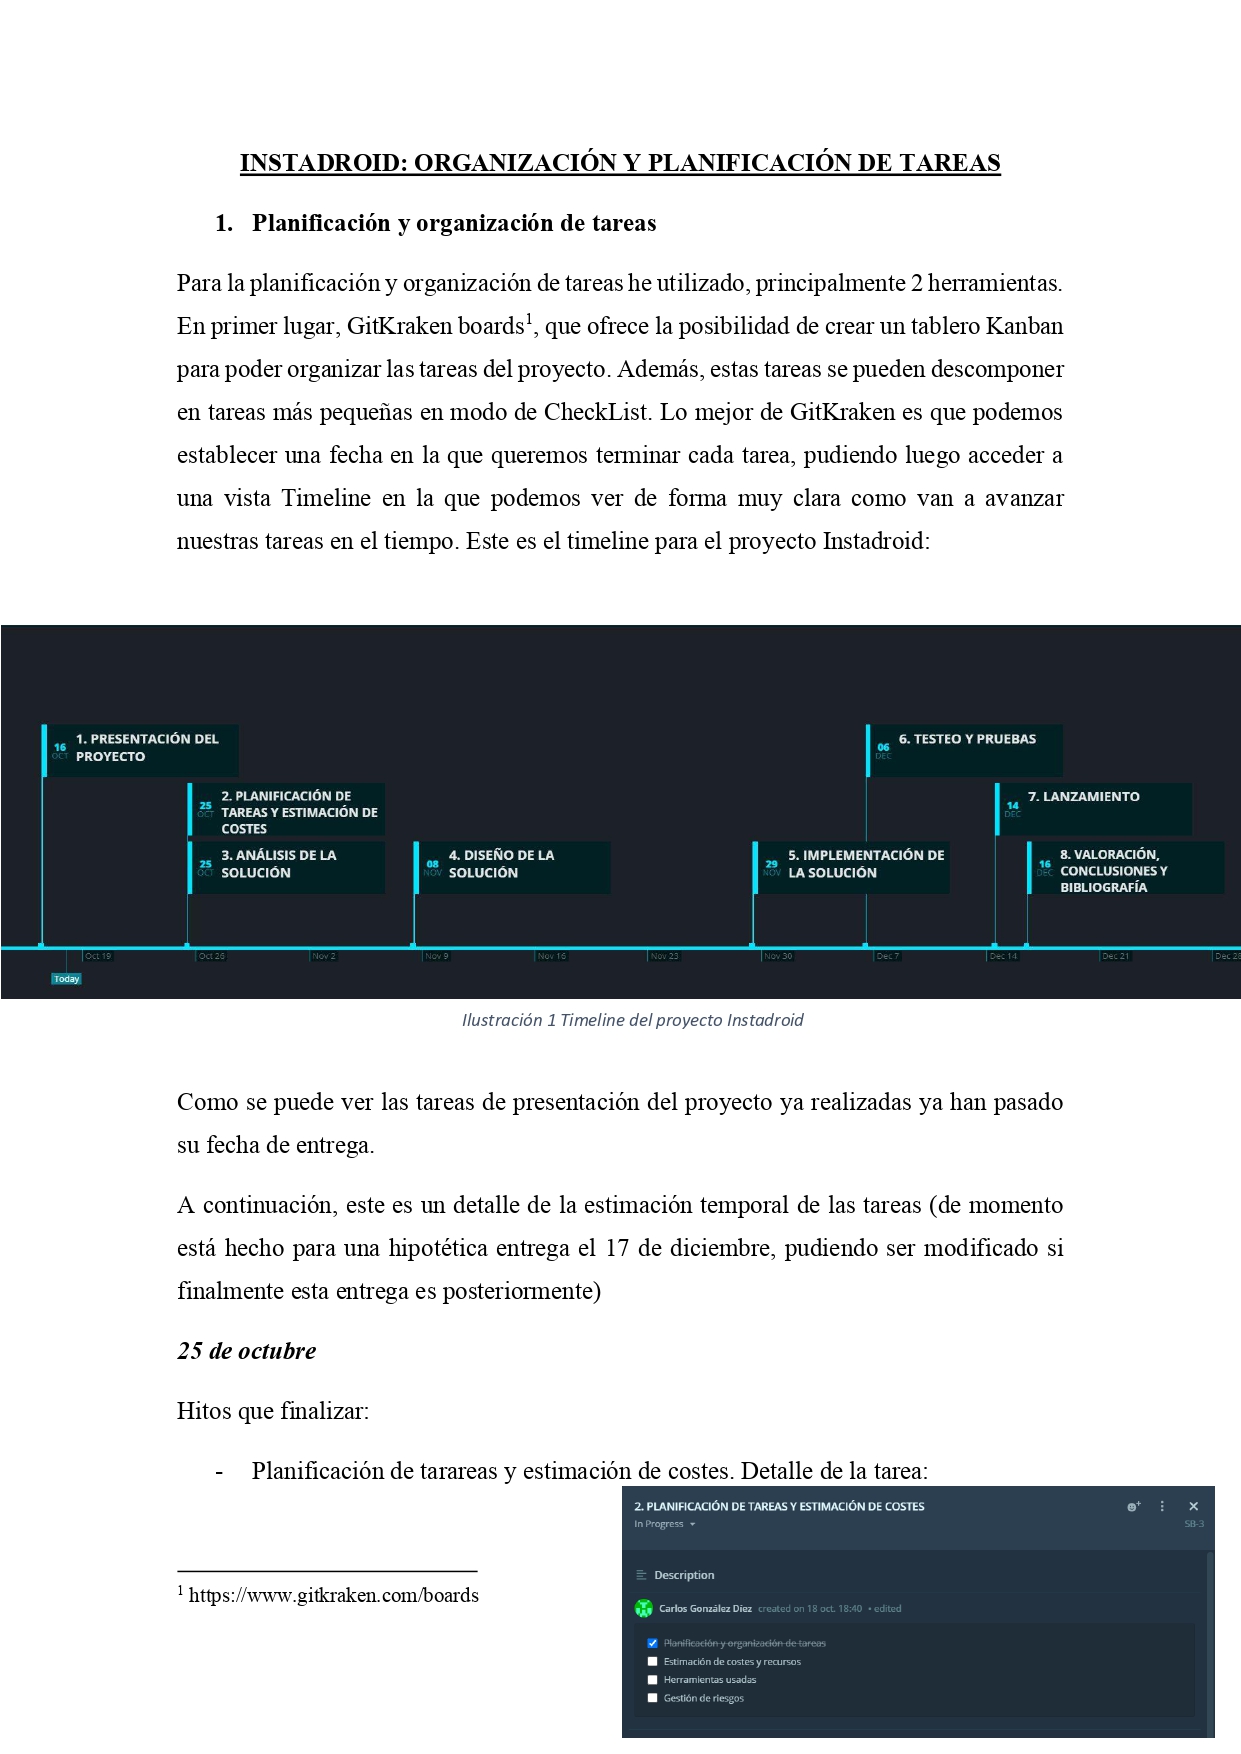 INSTADROID: ORGANIZACIÓN Y PLANIFICACIÓN DE TAREAS
1. Planificación y organización de tareas
Para la planificación y organización de tareas he utilizado, principalmente 2 herramientas.
En primer lugar, GitKraken boards1, que ofrece la posibilidad de crear un tablero Kanban
para poder organizar las tareas del proyecto. Además, estas tareas se pueden descomponer
en tareas más pequeñas en modo de CheckList. Lo mejor de GitKraken es que podemos
establecer una fecha en la que queremos terminar cada tarea, pudiendo luego acceder a
una vista Timeline en la que podemos ver de forma muy clara como van a avanzar
nuestras tareas en el tiempo. Este es el timeline para el proyecto Instadroid:
16 OCT
1. PRESENTACIÓN DEL
PROYECTO
25 OCT
2. PLANIFICACIÓN DE
TAREAS Y ESTIMACIÓN DE
COSTES
25 OCT
3. ANÁLISIS DE LA
SOLUCIÓN
08 NOV
4. DISEÑO DE LA
SOLUCIÓN
29 NOV
5. IMPLEMENTACIÓN DE
LA SOLUCIÓN
06 DEC
6. TESTEO Y PRUEBAS
14 DEC
7. LANZAMIENTO
16 DEC
8. VALORACIÓN,
CONCLUSIONES Y
BIBLIOGRAFÍA
Oct 19 Oct 26 Nov 2 Nov 9 Nov 16 Nov 23 Nov 30 Dec 7 Dec 14 Dec 21 Dec 28
Today
Ilustración 1 Timeline del proyecto Instadroid
Como se puede ver las tareas de presentación del proyecto ya realizadas ya han pasado
su fecha de entrega.
A continuación, este es un detalle de la estimación temporal de las tareas (de momento
está hecho para una hipotética entrega el 17 de diciembre, pudiendo ser modificado si
finalmente esta entrega es posteriormente)
25 de octubre
Hitos que finalizar:
- Planificación de tarareas y estimación de costes. Detalle de la tarea:
2. PLANIFICACIÓN DE TAREAS Y ESTIMACIÓN DE COSTES
In Progress
SB-3
Description
Carlos González Díez created on 18 oct. 18:40 • edited
Planificación y organización de tareas
Estimación de costes y recursos
Herramientas usadas
Gestión de riesgos
1 https://www.gitkraken.com/boards